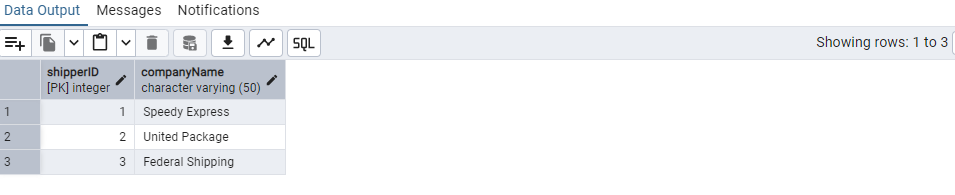 Data Output Messages Notifications
SQL Showing rows: 1 to 3
shipperID companyName
[PK] integer character varying (50)
1 1 Speedy Express
2 2 United Package
3 3 Federal Shipping